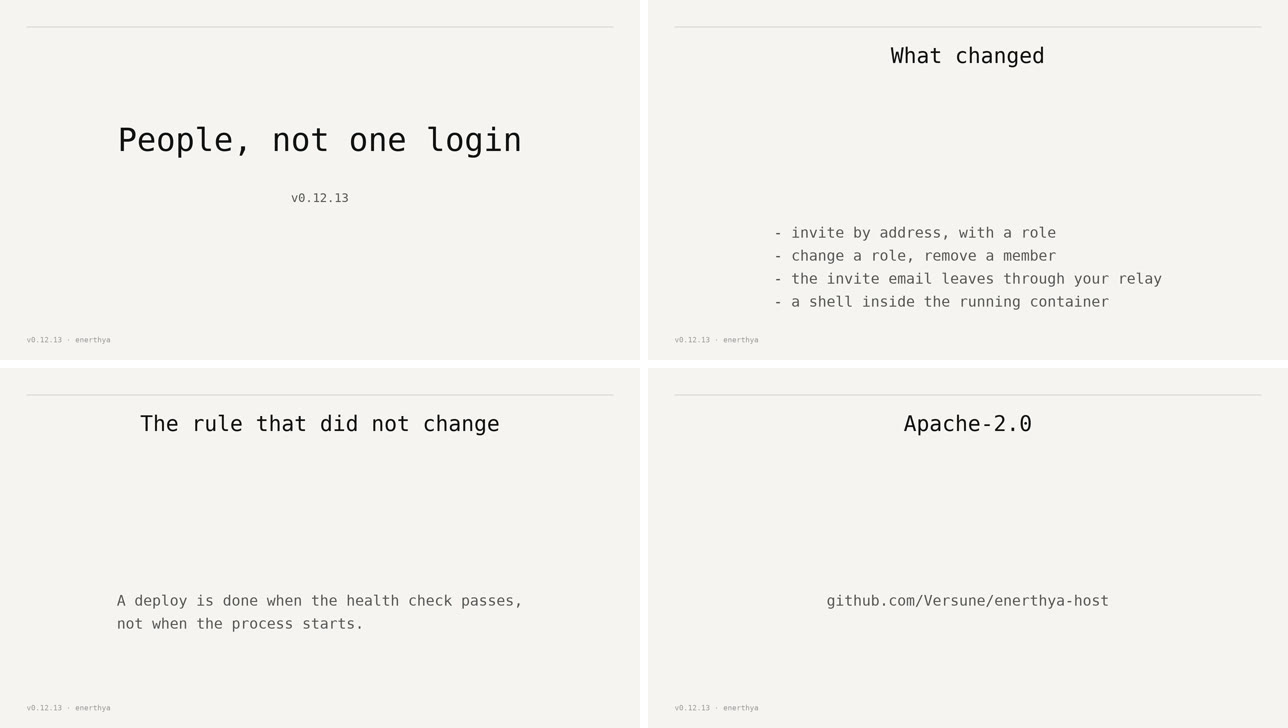 People, not one login
v0.12.13
v0.12.13 · enerthya
What changed
- invite by address, with a role
- change a role, remove a member
- the invite email leaves through your relay
- a shell inside the running container
v0.12.13 · enerthya
The rule that did not change
A deploy is done when the health check passes,
not when the process starts.
v0.12.13 · enerthya
Apache-2.0
github.com/Versune/enerthya-host
v0.12.13 · enerthya